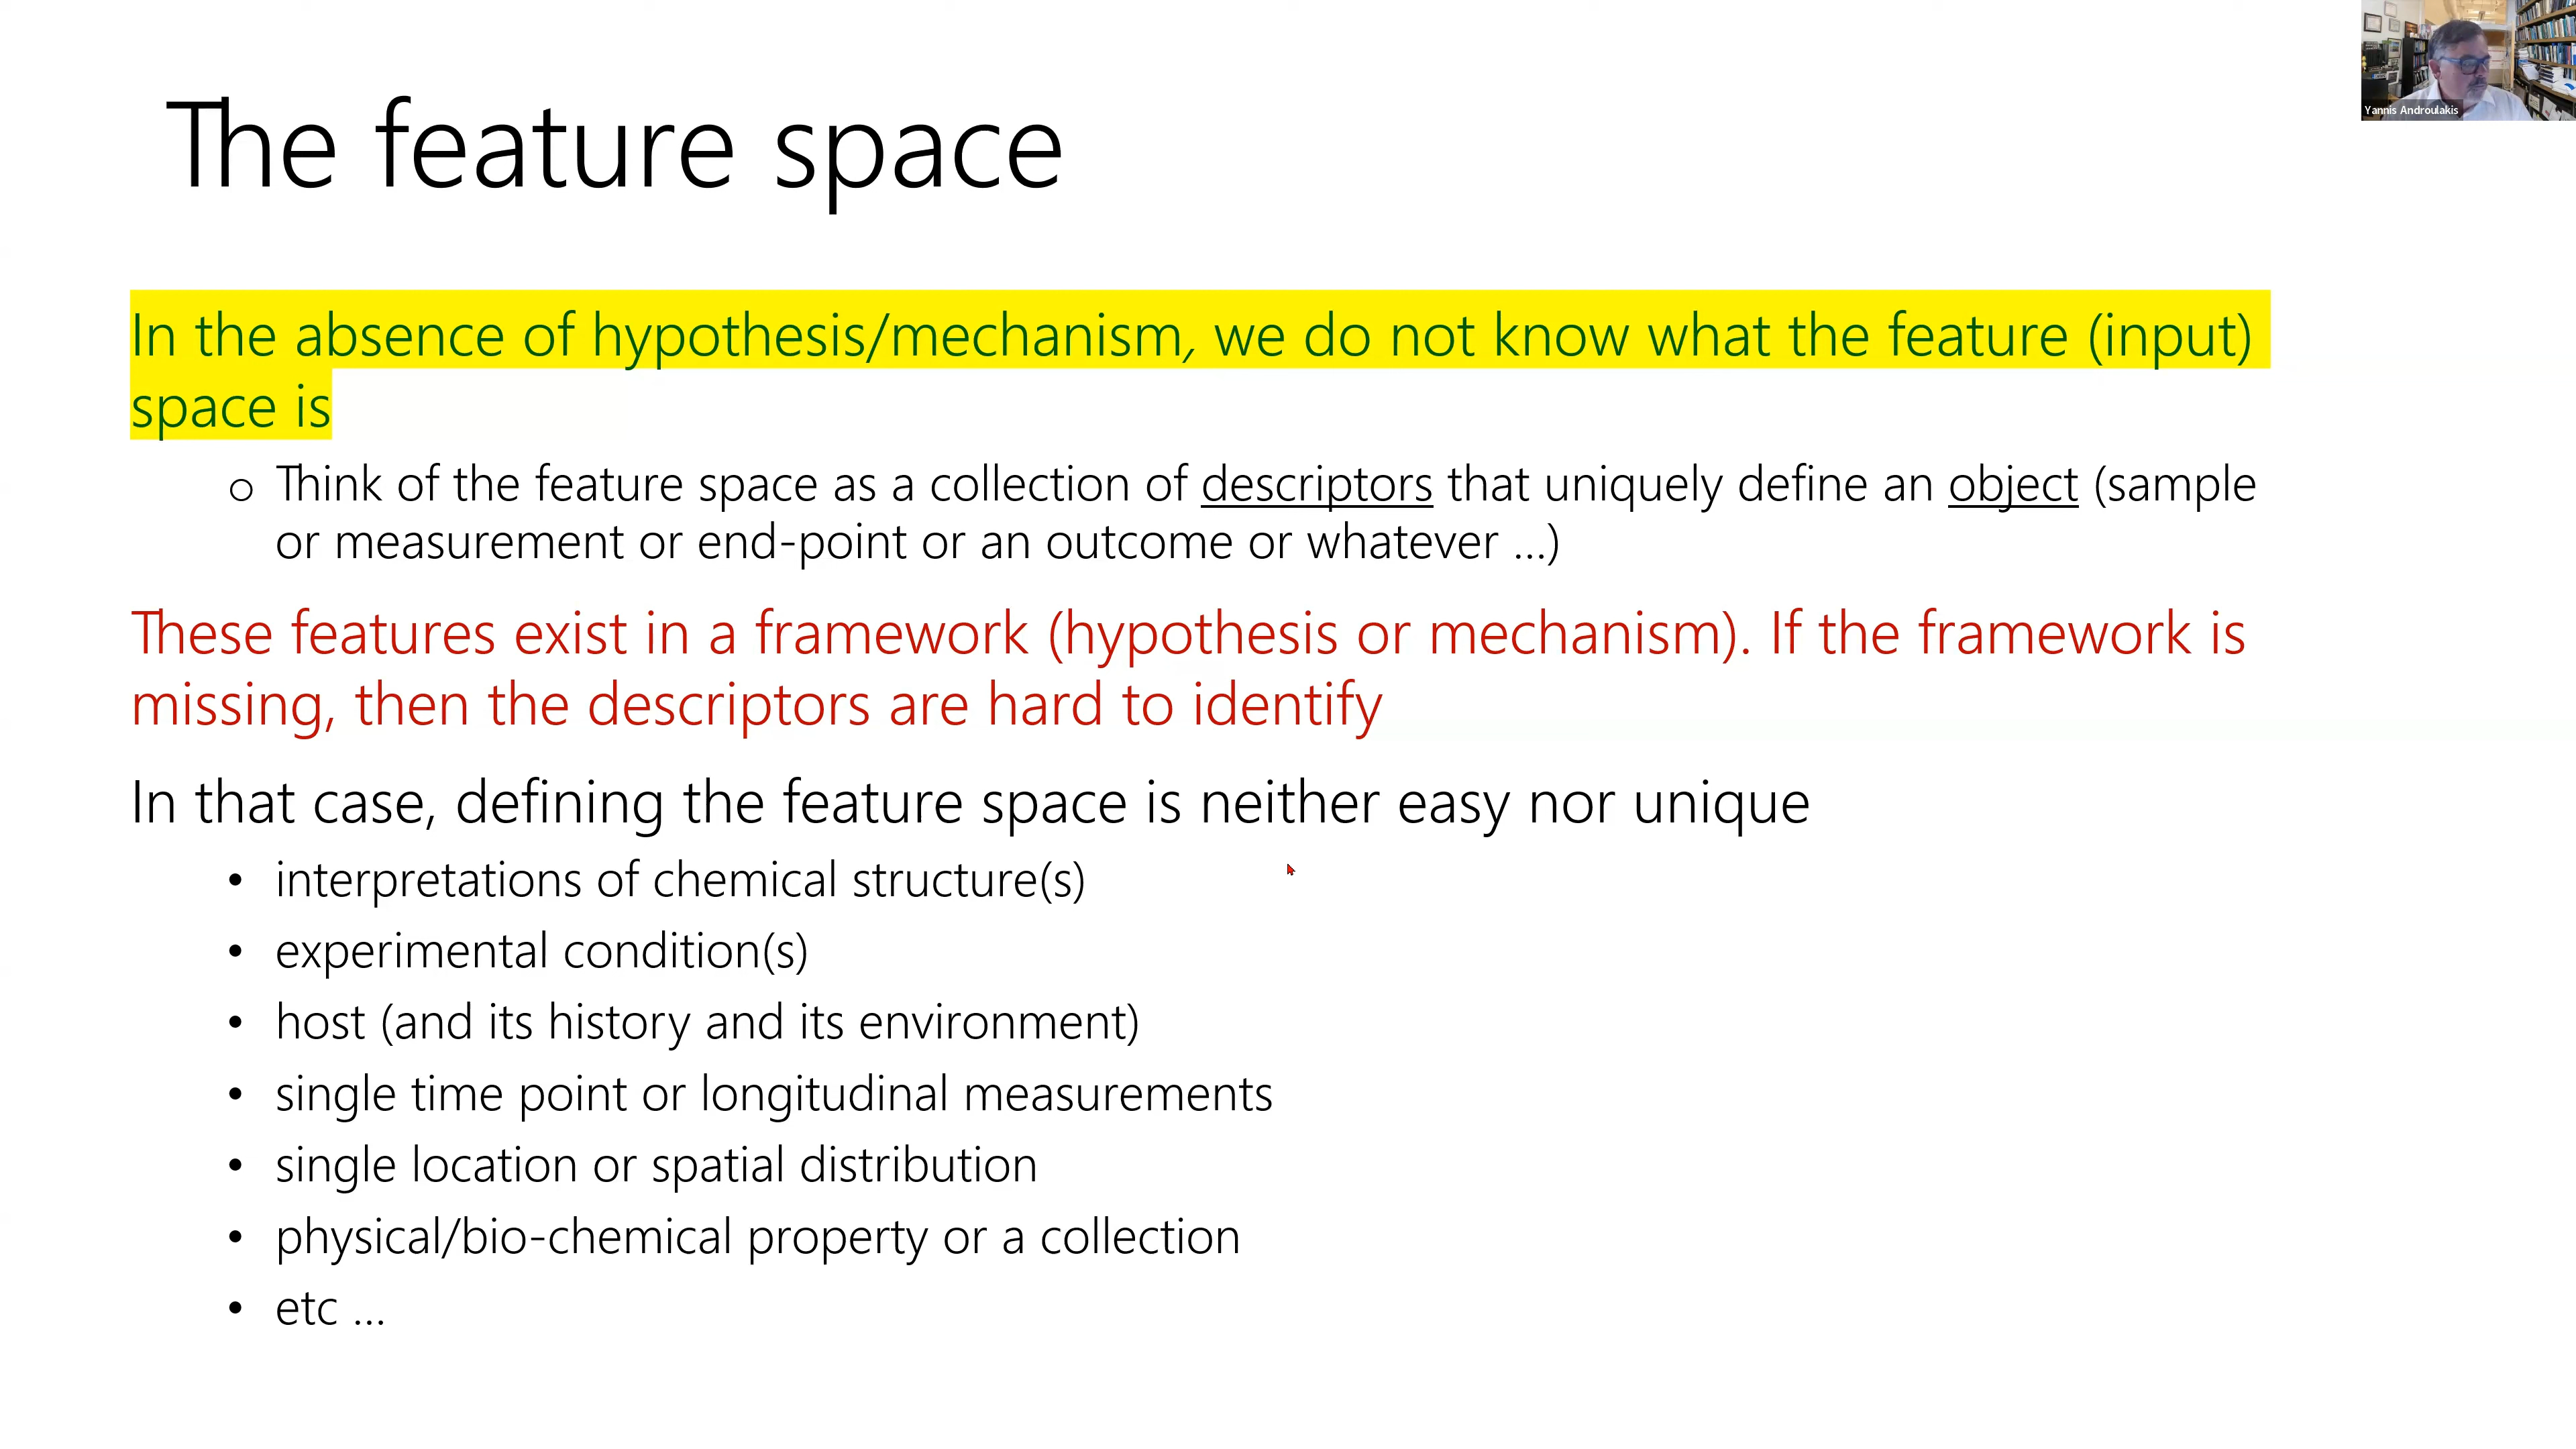 Yannis Androulakis
The feature space
In the absence of hypothesis/mechanism, we do not know what the feature (input)
space is
o Think of the feature space as a collection of descriptors that uniquely define an object (sample
or measurement or end-point or an outcome or whatever ...)
These features exist in a framework (hypothesis or mechanism). If the framework is
missing, then the descriptors are hard to identify
In that case, defining the feature space is neither easy nor unique
• interpretations of chemical structure(s)
• experimental condition(s)
• host (and its history and its environment)
• single time point or longitudinal measurements
• single location or spatial distribution
• physical/bio-chemical property or a collection
• etc ...